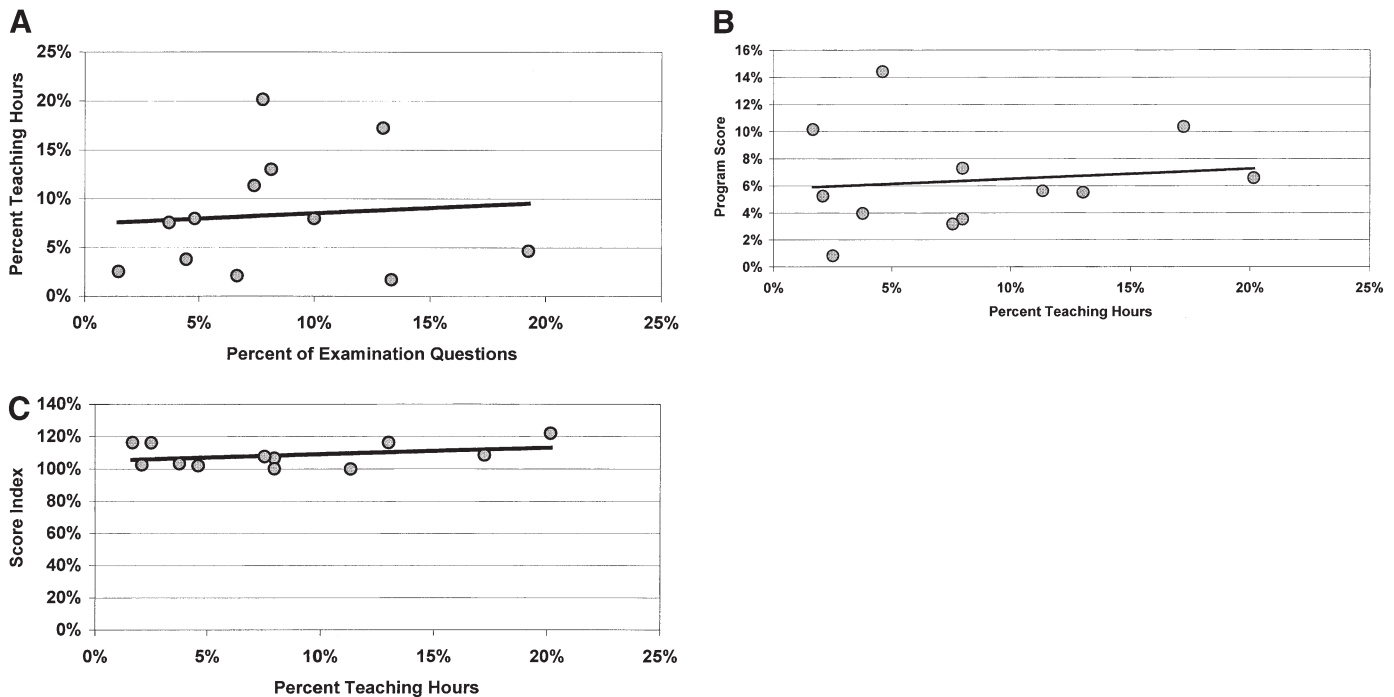 A
25%
20%
15%
10%
5%
0%
Percent Teaching Hours
0% 5% 10% 15% 20% 25%
Percent of Examination Questions
B
16%
14%
12%
10%
8%
6%
4%
2%
0%
Program Score
0% 5% 10% 15% 20% 25%
Percent Teaching Hours
C
140%
120%
100%
80%
60%
40%
20%
0%
Score Index
0% 5% 10% 15% 20% 25%
Percent Teaching Hours